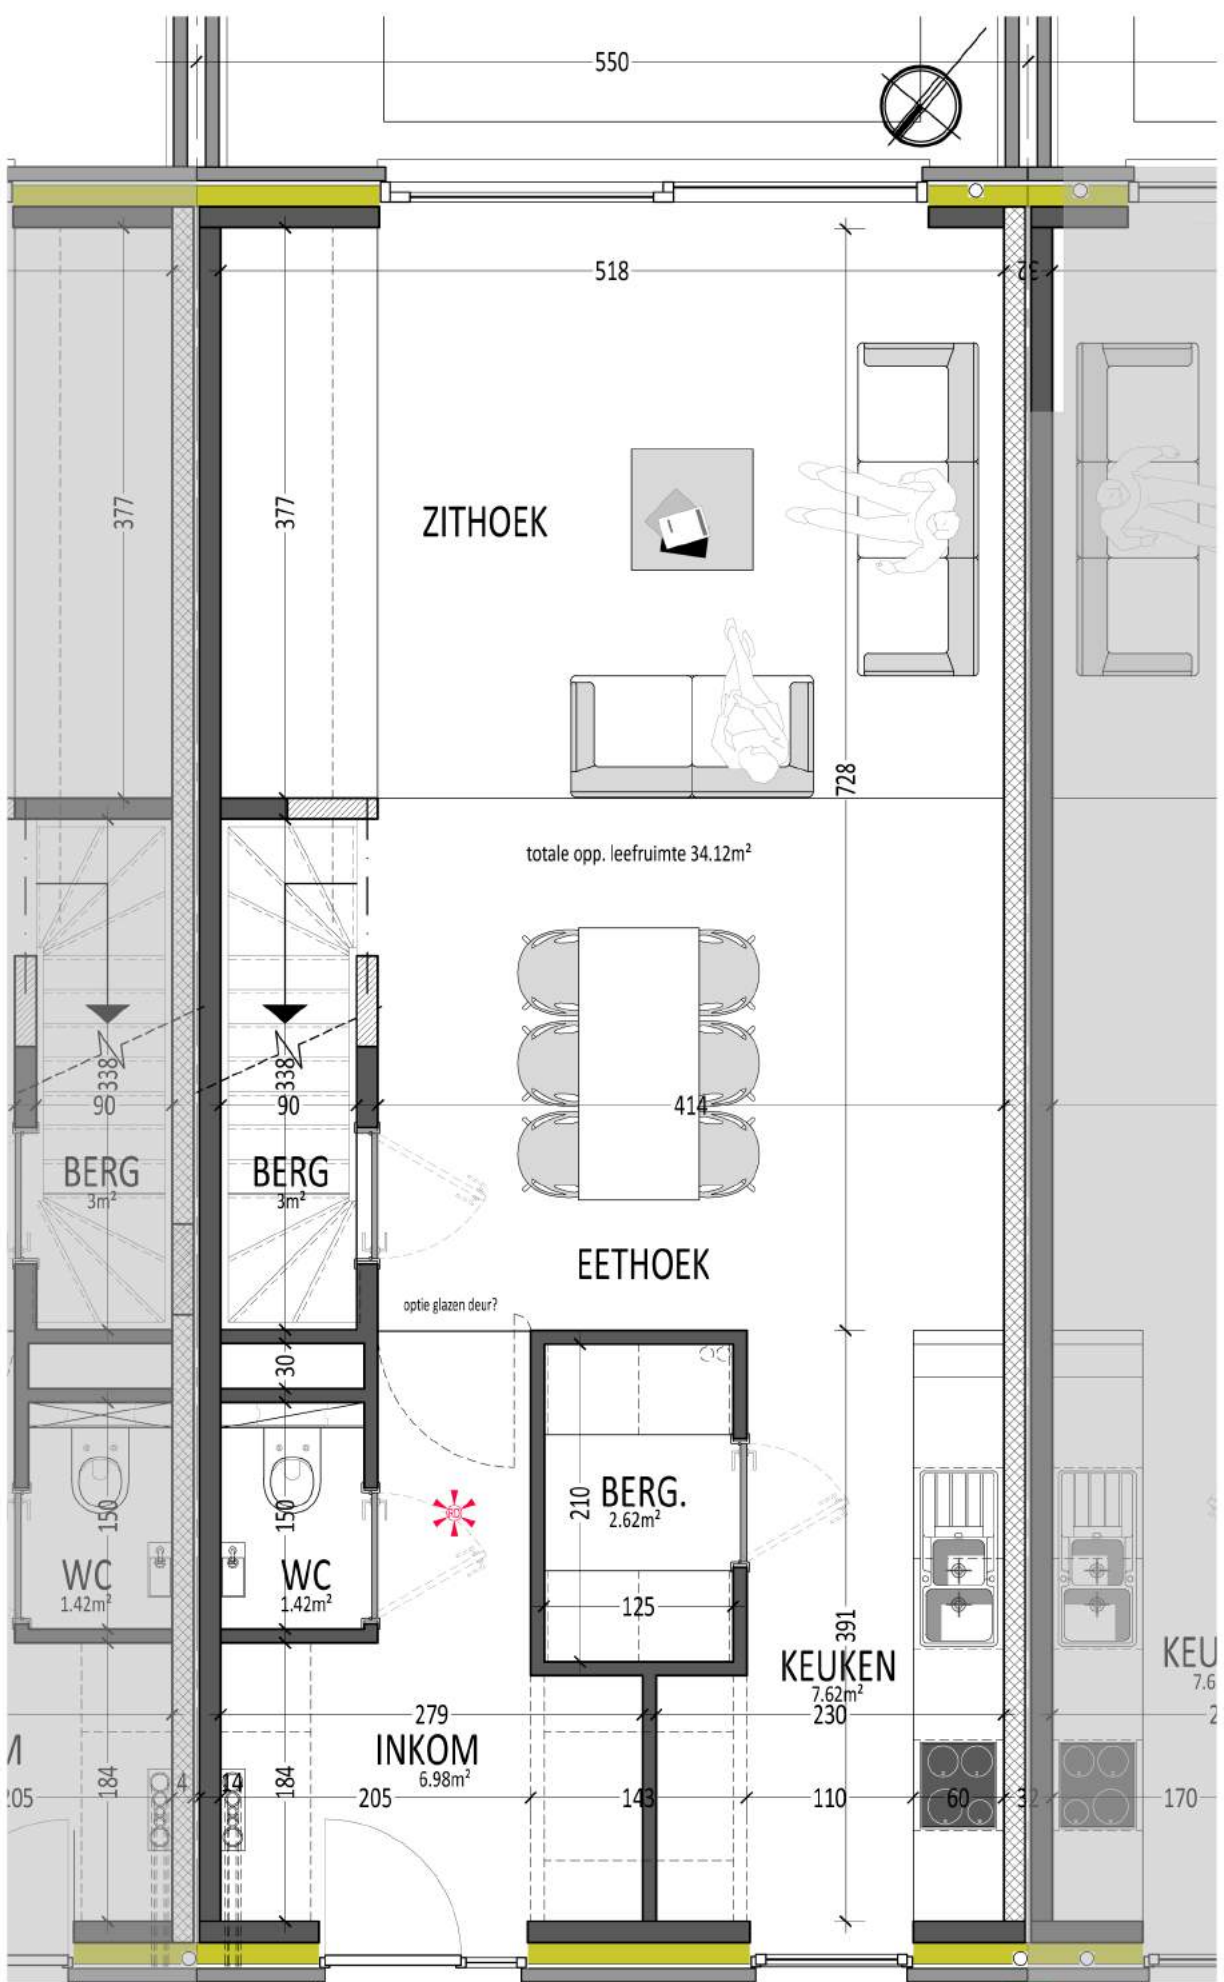 550
518
32
377
377
ZITHOEK
728
totale opp. leefruimte 34.12m²
338
338
90
90
414
BERG
3m²
BERG
3m²
EETHOEK
optie glazen deur?
30
150
150
210
BERG.
2.62m²
RD
WC
1.42m²
WC
1.42m²
125
391
KEUKEN
7.62m²
KEU
7.6
279
230
2
M
INKOM
6.98m²
184
184
205
4
14
205
143
110
60
32
170